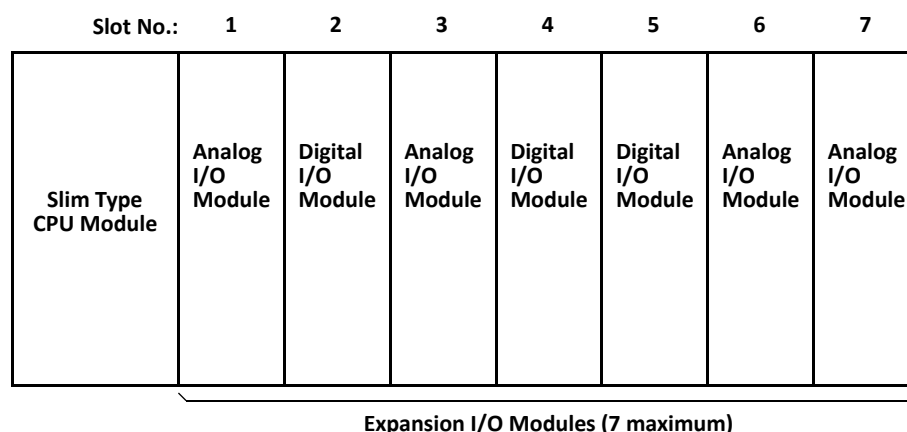 Slot No.: 1 2 3 4 5 6 7
Slim Type
CPU Module
Analog
I/O
Module
Digital
I/O
Module
Analog
I/O
Module
Digital
I/O
Module
Digital
I/O
Module
Analog
I/O
Module
Analog
I/O
Module
Expansion I/O Modules (7 maximum)